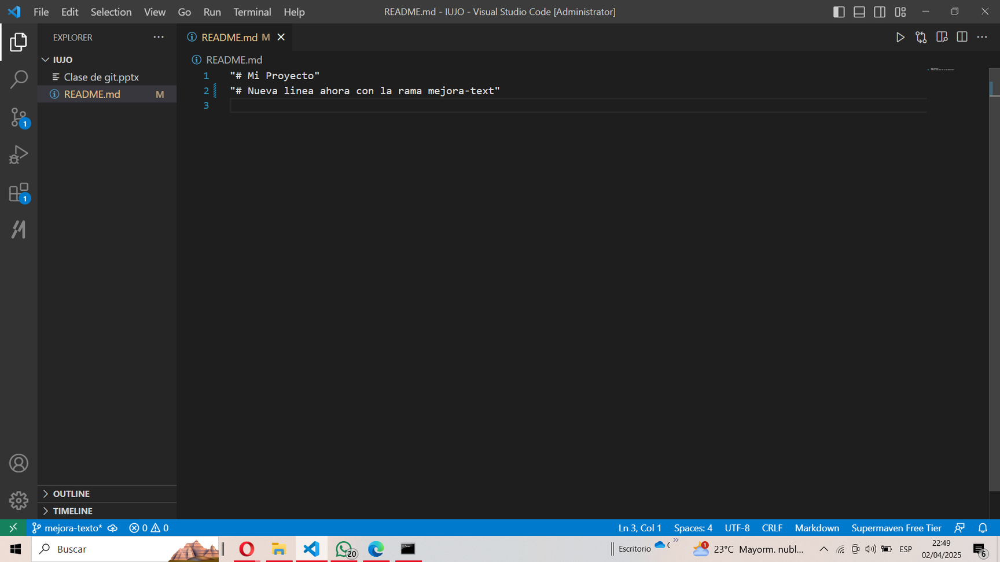 File Edit Selection View Go Run Terminal Help
README.md - IUJO - Visual Studio Code [Administrator]
EXPLORER
README.md M
IUJO
README.md
Clase de git.pptx
README.md M
1 "# Mi Proyecto"
2 "# Nueva linea ahora con la rama mejora-text"
3
1
1
OUTLINE
TIMELINE
mejora-texto* 0 0
Ln 3, Col 1 Spaces: 4 UTF-8 CRLF Markdown Supermaven Free Tier
Buscar
20
Escritorio
1
23°C Mayorm. nubl...
ESP
22:49
02/04/2025
6